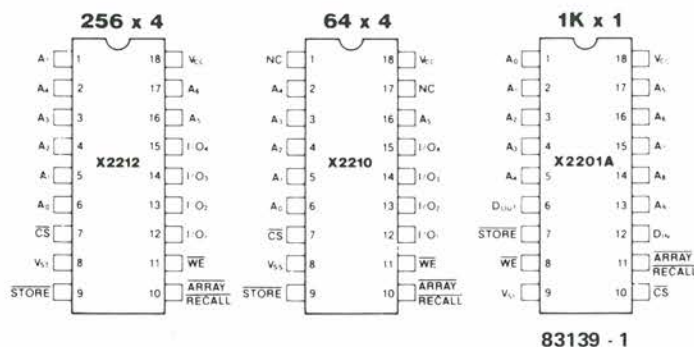 256 x 4
A7 1 18 VCC
A4 2 17 A6
A3 3 16 A5
A2 4 15 I/O4
X2212
A1 5 14 I/O3
A0 6 13 I/O2
CS 7 12 I/O1
VSS 8 11 WE
STORE 9 10 ARRAY
RECALL
64 x 4
NC 1 18 VCC
A4 2 17 NC
A3 3 16 A5
A2 4 15 I/O4
X2210
A1 5 14 I/O3
A0 6 13 I/O2
CS 7 12 I/O1
VSS 8 11 WE
STORE 9 10 ARRAY
RECALL
1K x 1
A0 1 18 VCC
A1 2 17 A5
A2 3 16 A6
A3 4 15 A7
X2201A
A4 5 14 A8
DOUT 6 13 A9
STORE 7 12 DIN
WE 8 11 ARRAY
RECALL
VSS 9 10 CS
83139 - 1